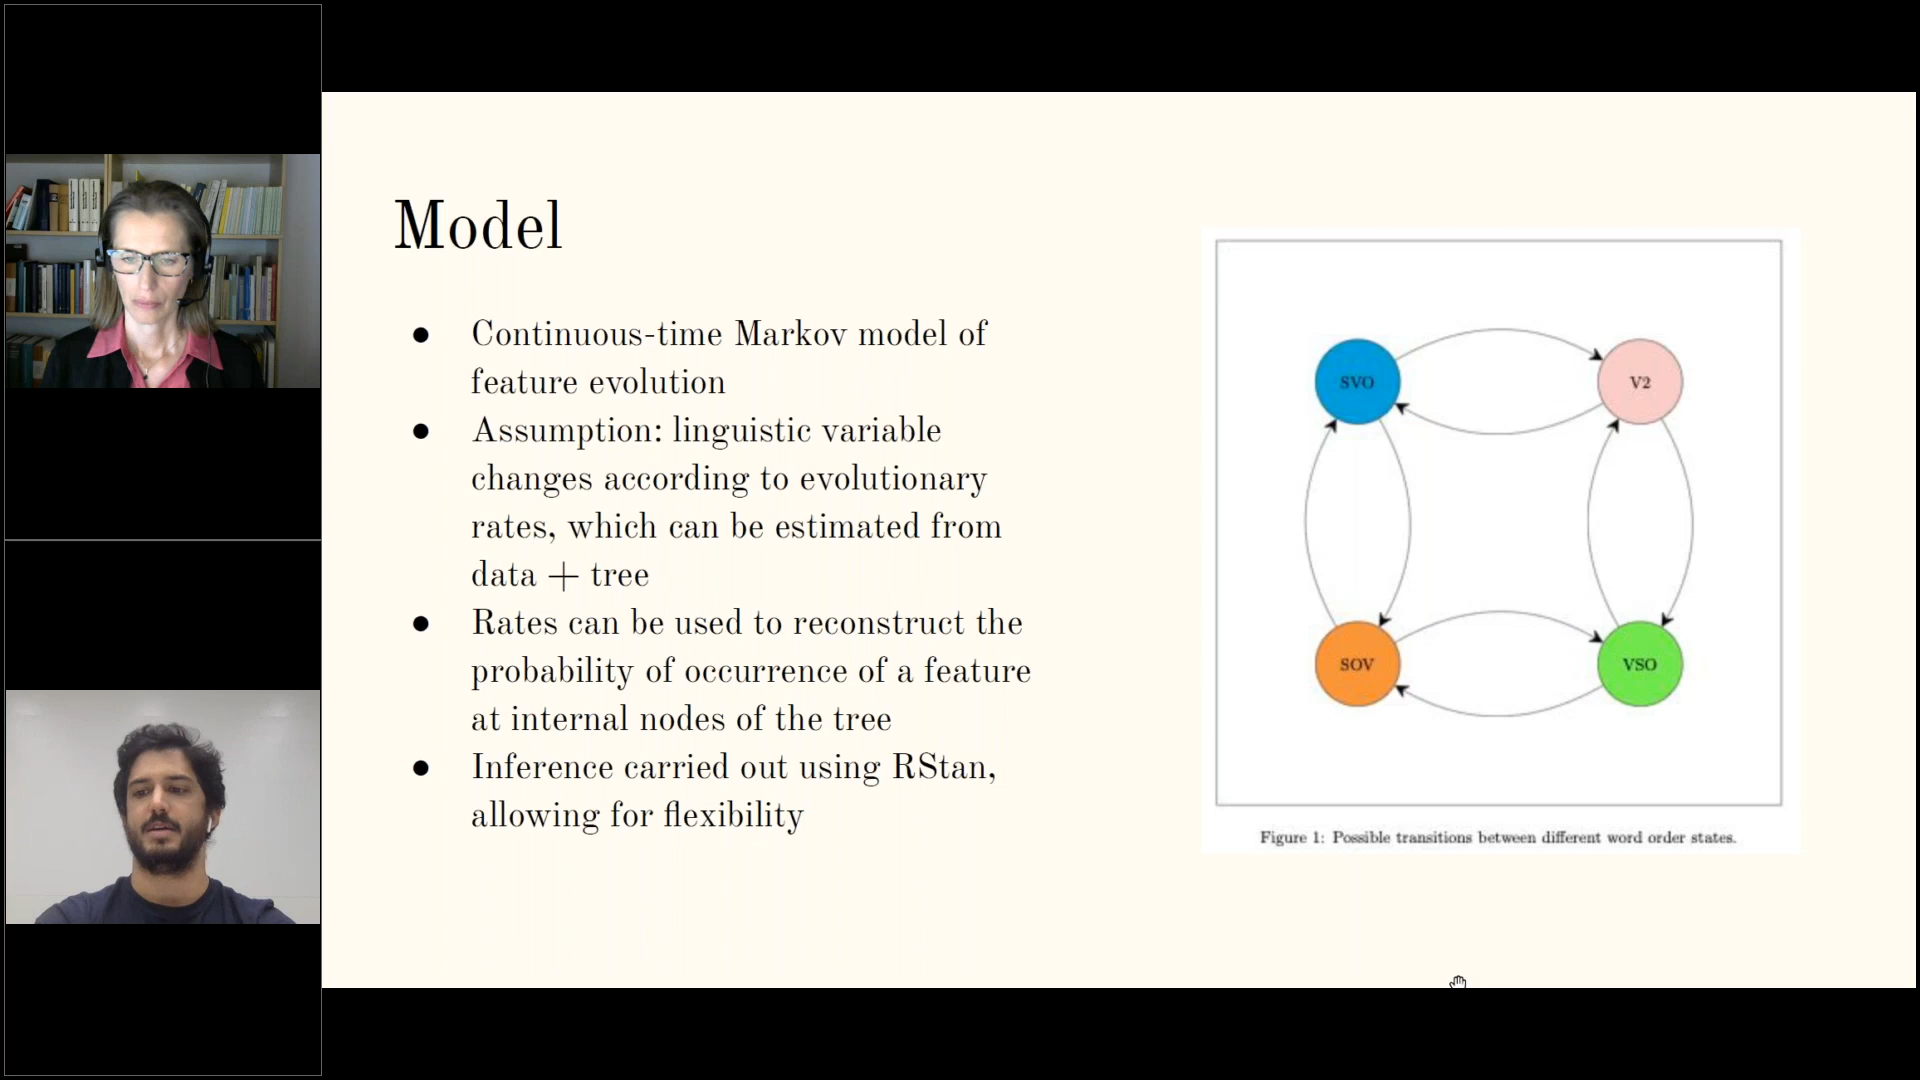 Model
● Continuous-time Markov model of
feature evolution
● Assumption: linguistic variable
changes according to evolutionary
rates, which can be estimated from
data + tree
● Rates can be used to reconstruct the
probability of occurrence of a feature
at internal nodes of the tree
● Inference carried out using RStan,
allowing for flexibility
SVO
V2
SOV
VSO
Figure 1: Possible transitions between different word order states.